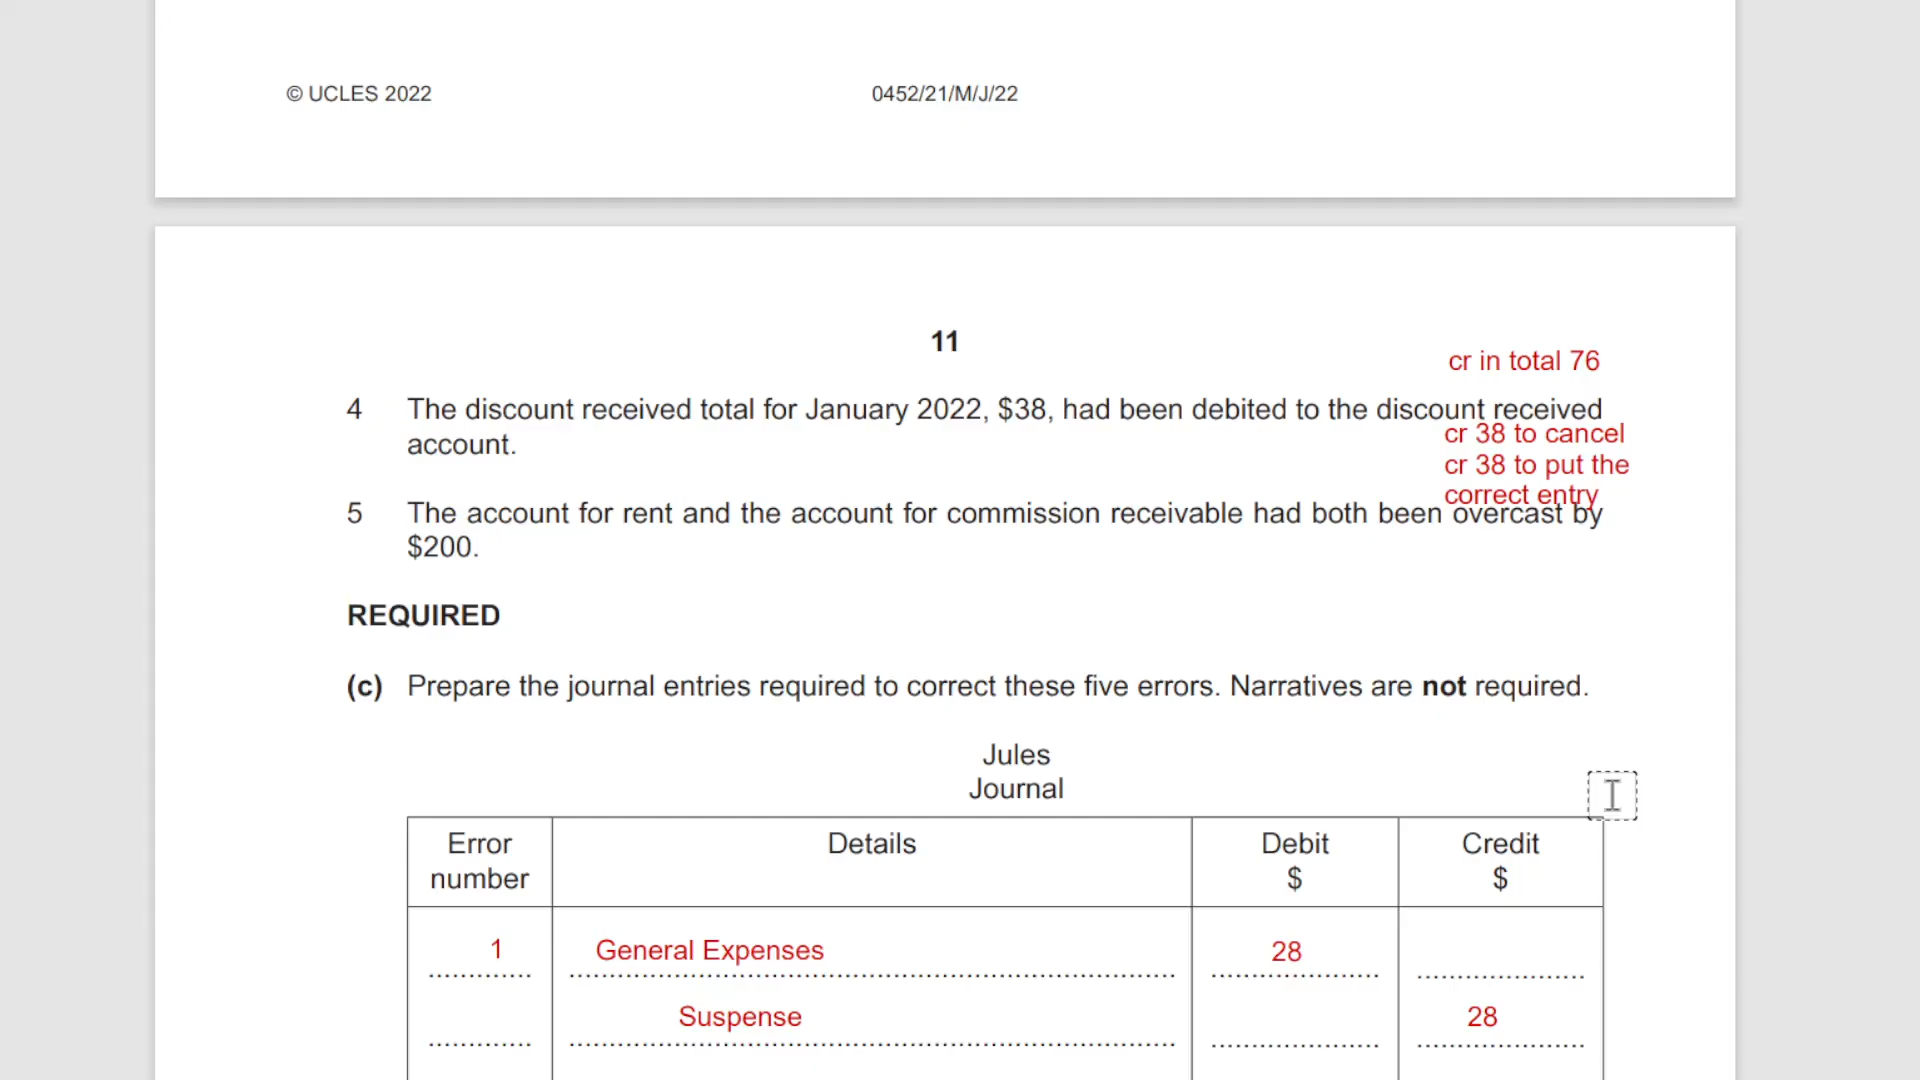 © UCLES 2022 0452/21/M/J/22
11
cr in total 76
4 The discount received total for January 2022, $38, had been debited to the discount received
account.
cr 38 to cancel
cr 38 to put the
correct entry
5 The account for rent and the account for commission receivable had both been overcast by
$200.
REQUIRED
(c) Prepare the journal entries required to correct these five errors. Narratives are not required.
Jules
Journal
Error number Details Debit $ Credit $
1 General Expenses 28
Suspense 28